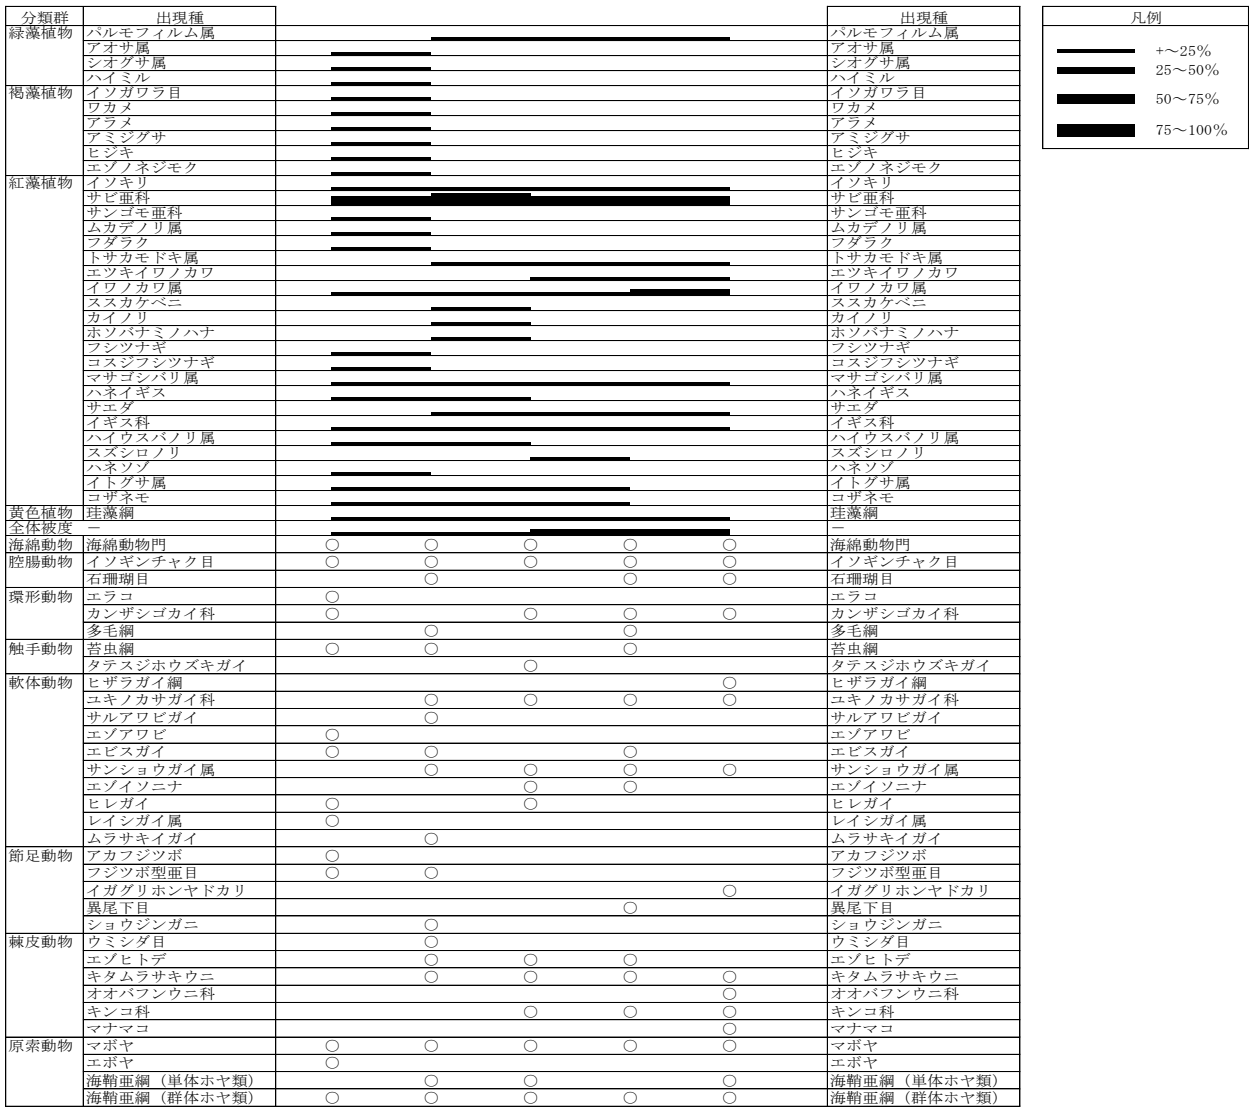 分類群 出現種 出現種 凡例
緑藻植物 パルモフィルム属 パルモフィルム属
アオサ属 アオサ属
シオグサ属 シオグサ属
ハイミル ハイミル
褐藻植物 イソガワラ目 イソガワラ目
ワカメ ワカメ
アラメ アラメ
アミジグサ アミジグサ
ヒジキ ヒジキ
エゾノネジモク エゾノネジモク
紅藻植物 イソキリ イソキリ
サビ亜科 サビ亜科
サンゴモ亜科 サンゴモ亜科
ムカデノリ属 ムカデノリ属
フダラク フダラク
トサカモドキ属 トサカモドキ属
エツキイワノカワ エツキイワノカワ
イワノカワ属 イワノカワ属
ススカケベニ ススカケベニ
カイノリ カイノリ
ホソバナミノハナ ホソバナミノハナ
フシツナギ フシツナギ
コスジフシツナギ コスジフシツナギ
マサゴシバリ属 マサゴシバリ属
ハネイギス ハネイギス
サエダ サエダ
イギス科 イギス科
ハイウスバノリ属 ハイウスバノリ属
スズシロノリ スズシロノリ
ハネソゾ ハネソゾ
イトグサ属 イトグサ属
コザネモ コザネモ
黄色植物 珪藻綱 珪藻綱
全体被度 － －
海綿動物 海綿動物門 ○ ○ ○ ○ ○ 海綿動物門
腔腸動物 イソギンチャク目 ○ ○ ○ ○ ○ イソギンチャク目
石珊瑚目 ○ ○ ○ 石珊瑚目
環形動物 エラコ ○ エラコ
カンザシゴカイ科 ○ ○ ○ ○ カンザシゴカイ科
多毛綱 ○ ○ 多毛綱
触手動物 苔虫綱 ○ ○ ○ 苔虫綱
タテスジホウズキガイ ○ タテスジホウズキガイ
軟体動物 ヒザラガイ綱 ○ ヒザラガイ綱
ユキノカサガイ科 ○ ○ ○ ○ ユキノカサガイ科
サルアワビガイ ○ サルアワビガイ
エゾアワビ ○ エゾアワビ
エビスガイ ○ ○ ○ エビスガイ
サンショウガイ属 ○ ○ ○ ○ サンショウガイ属
エゾイソニナ ○ ○ エゾイソニナ
ヒレガイ ○ ○ ヒレガイ
レイシガイ属 ○ レイシガイ属
ムラサキイガイ ○ ムラサキイガイ
節足動物 アカフジツボ ○ アカフジツボ
フジツボ型亜目 ○ ○ フジツボ型亜目
イガグリホンヤドカリ ○ イガグリホンヤドカリ
異尾下目 ○ 異尾下目
ショウジンガニ ○ ショウジンガニ
棘皮動物 ウミシダ目 ○ ウミシダ目
エゾヒトデ ○ ○ ○ エゾヒトデ
キタムラサキウニ ○ ○ ○ ○ キタムラサキウニ
オオバフンウニ科 ○ オオバフンウニ科
キンコ科 ○ ○ ○ キンコ科
マナマコ ○ マナマコ
原索動物 マボヤ ○ ○ ○ ○ ○ マボヤ
エボヤ ○ エボヤ
海鞘亜綱（単体ホヤ類） ○ ○ ○ 海鞘亜綱（単体ホヤ類）
海鞘亜綱（群体ホヤ類） ○ ○ ○ ○ ○ 海鞘亜綱（群体ホヤ類）
+～25%
25～50%
50～75%
75～100%